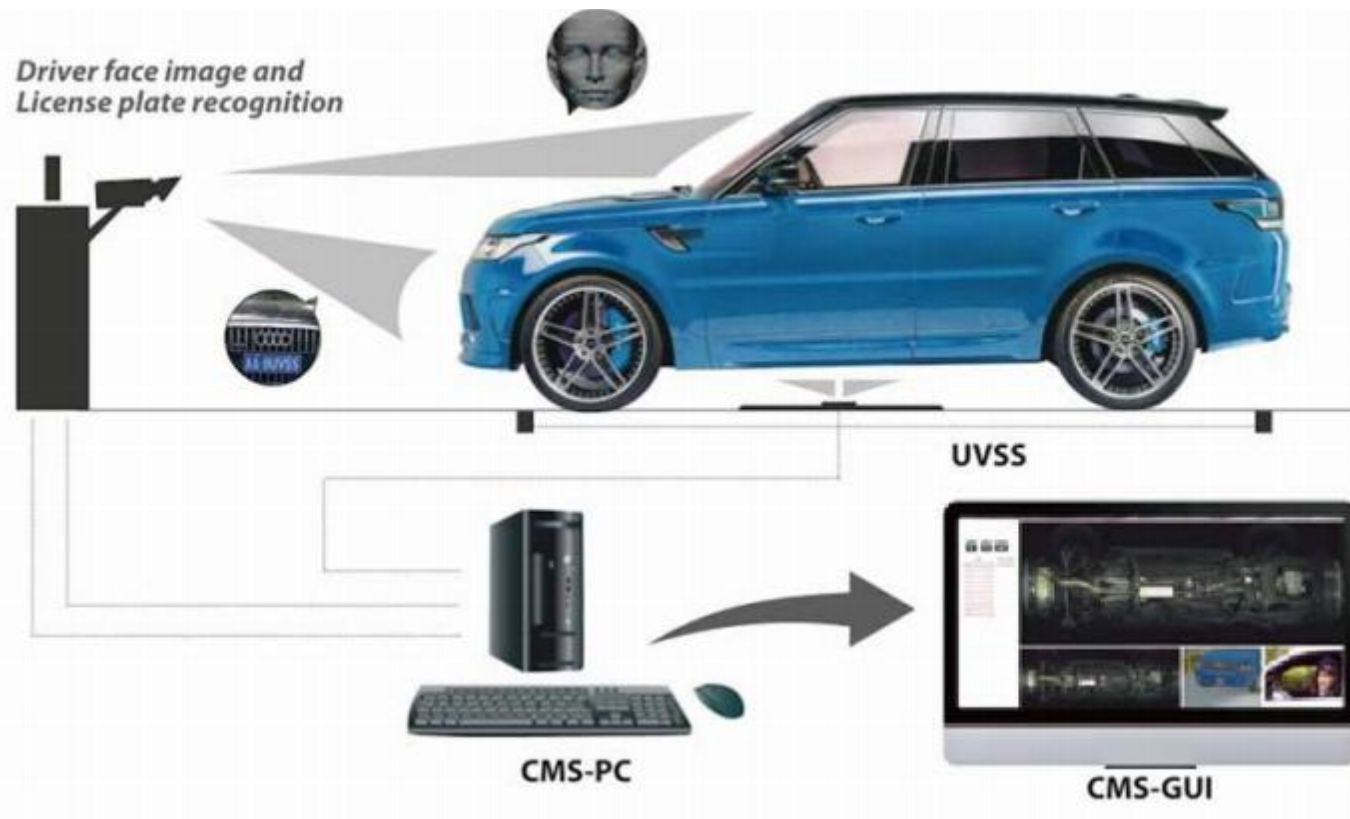 Driver face image and
License plate recognition
UVSS
CMS-PC
CMS-GUI